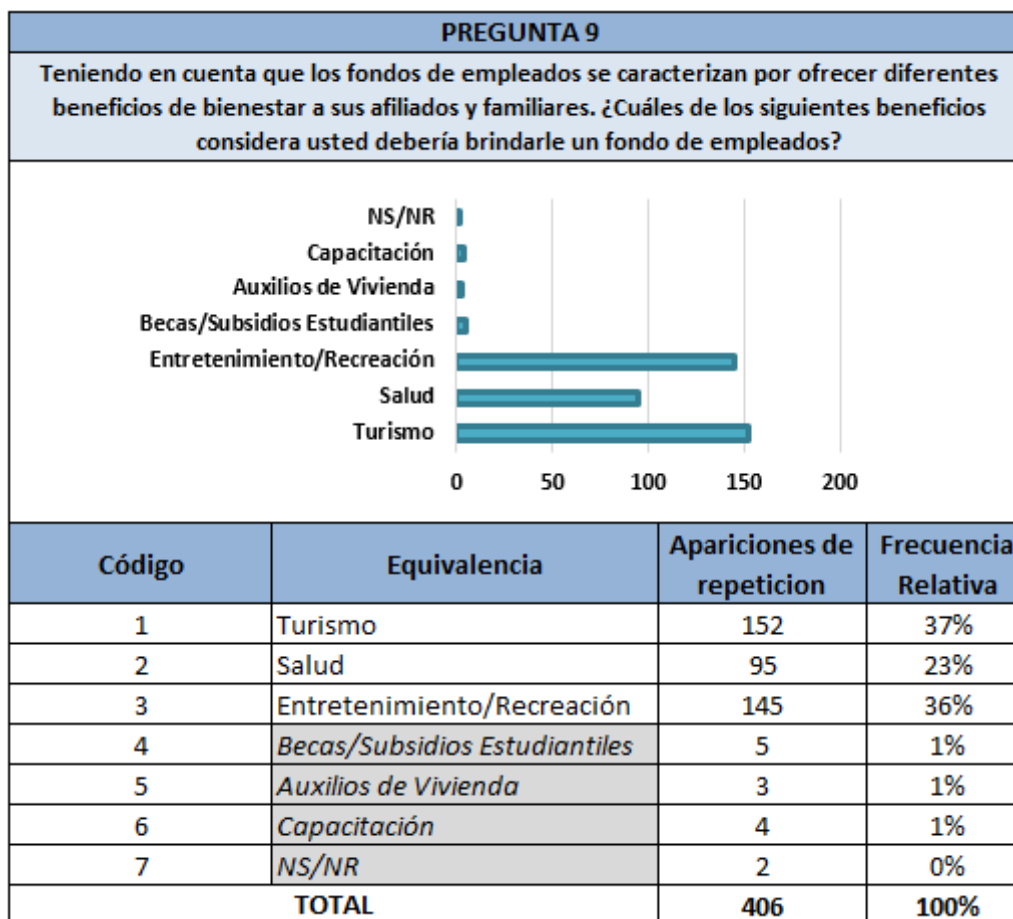 PREGUNTA 9
Teniendo en cuenta que los fondos de empleados se caracterizan por ofrecer diferentes
beneficios de bienestar a sus afiliados y familiares. ¿Cuáles de los siguientes beneficios
considera usted debería brindarle un fondo de empleados?
NS/NR
Capacitación
Auxilios de Vivienda
Becas/Subsidios Estudiantiles
Entretenimiento/Recreación
Salud
Turismo
0 50 100 150 200
Código Equivalencia Apariciones de repeticion Frecuencia Relativa
1 Turismo 152 37%
2 Salud 95 23%
3 Entretenimiento/Recreación 145 36%
4 Becas/Subsidios Estudiantiles 5 1%
5 Auxilios de Vivienda 3 1%
6 Capacitación 4 1%
7 NS/NR 2 0%
TOTAL 406 100%